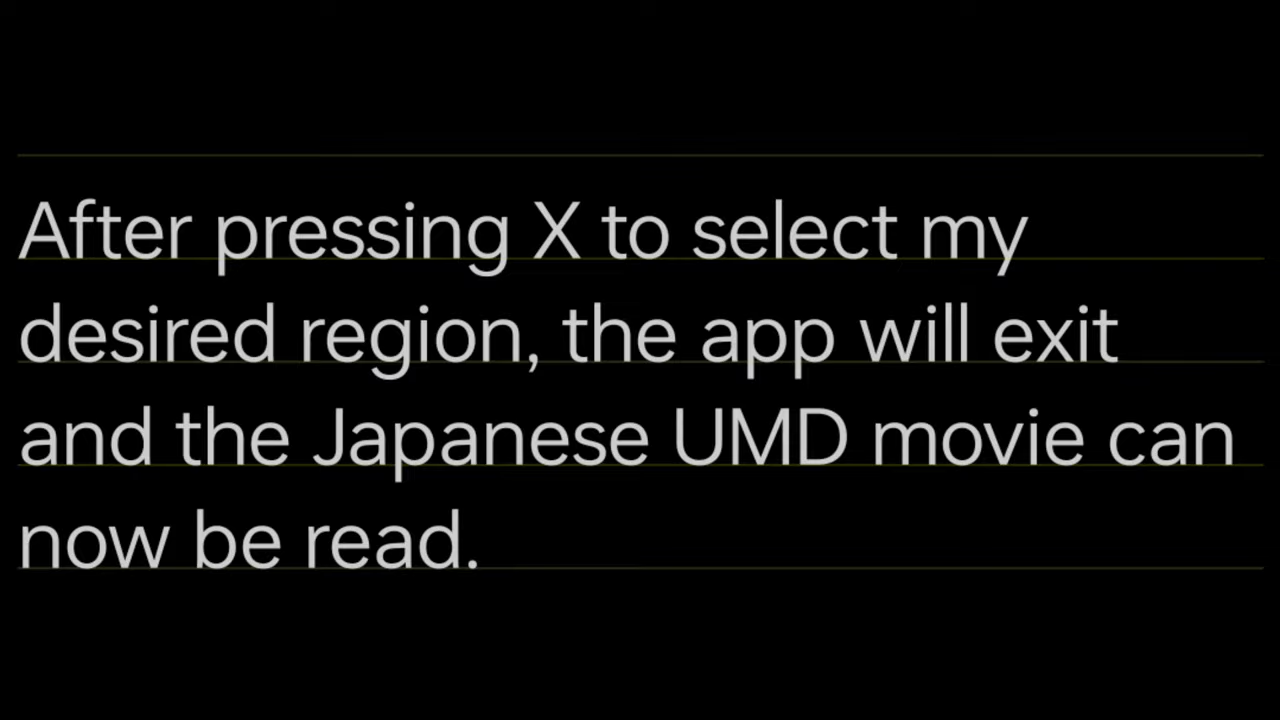 After pressing X to select my
desired region, the app will exit
and the Japanese UMD movie can
now be read.